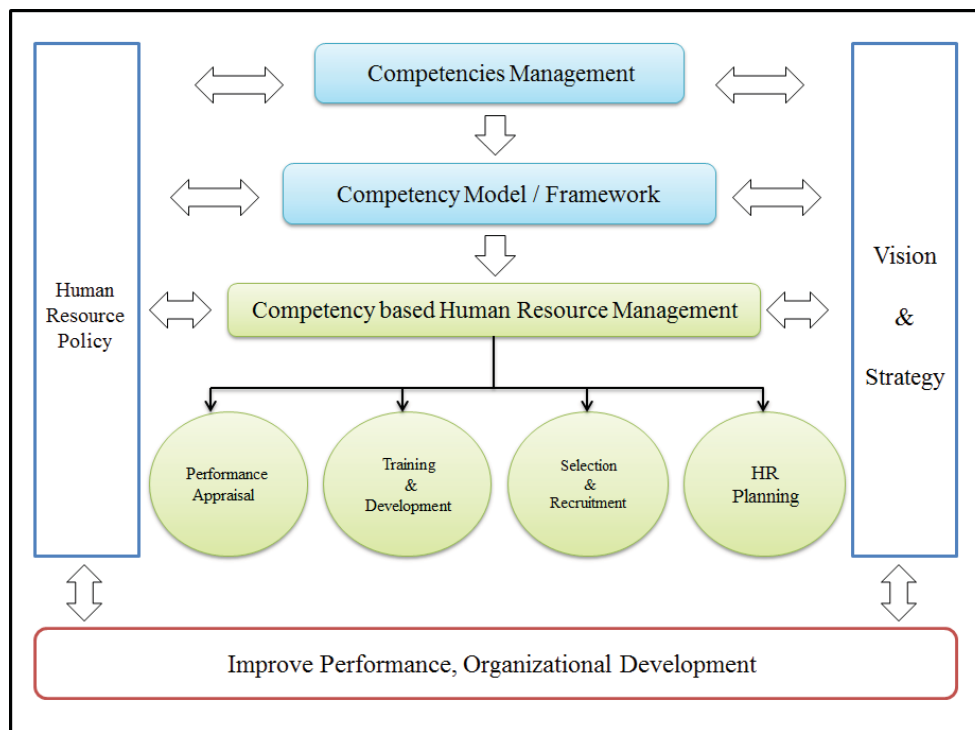 Competencies Management
Competency Model / Framework
Human
Resource
Policy
Competency based Human Resource Management
Vision
&
Strategy
Performance
Appraisal
Training
&
Development
Selection
&
Recruitment
HR
Planning
Improve Performance, Organizational Development